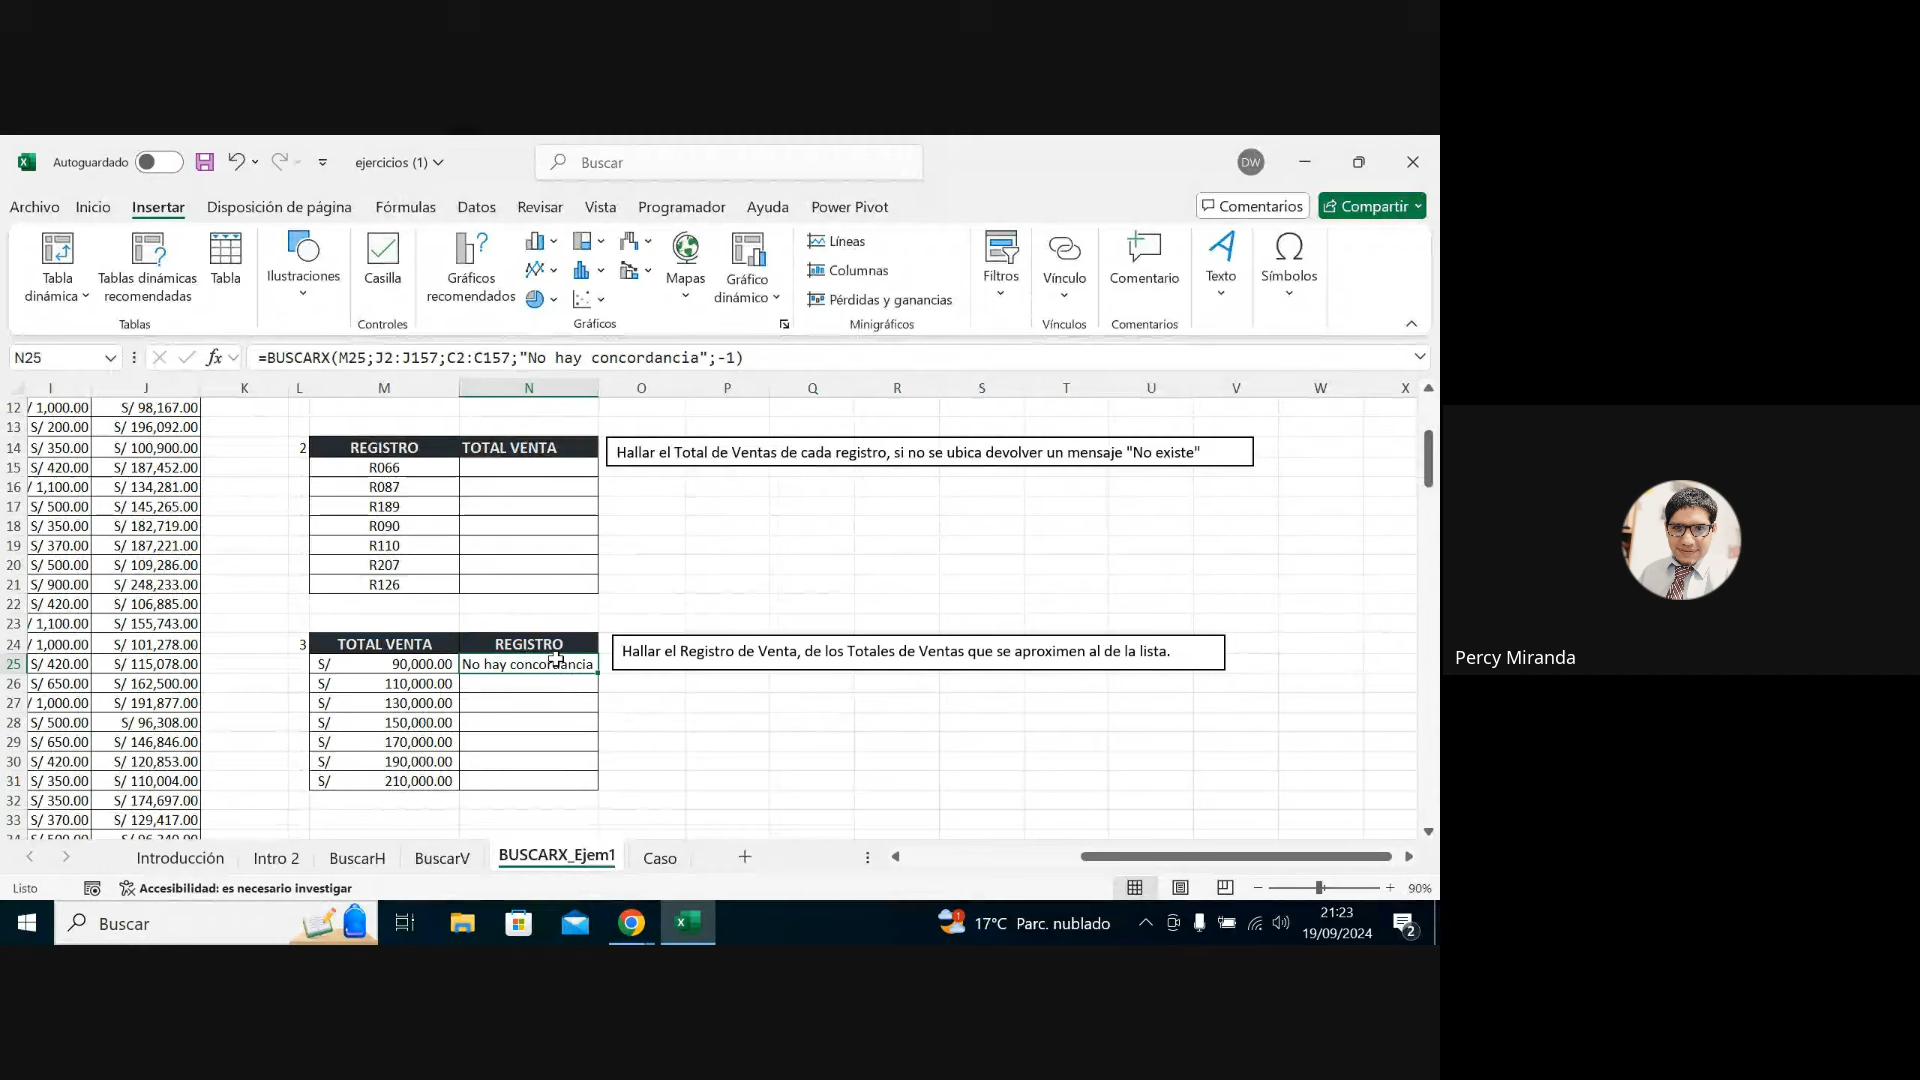 Autoguardado
ejercicios (1)
Buscar
DW
Archivo Inicio Insertar Disposición de página Fórmulas Datos Revisar Vista Programador Ayuda Power Pivot
Comentarios
Compartir
Tabla dinámica
Tablas dinámicas recomendadas
Tabla
Tablas
Ilustraciones
Casilla
Controles
Gráficos recomendados
Mapas
Gráfico dinámico
Gráficos
Líneas
Columnas
Pérdidas y ganancias
Minigráficos
Filtros
Vínculo
Vínculos
Comentario
Comentarios
Texto
Símbolos
N25
fx
=BUSCARX(M25;J2:J157;C2:C157;"No hay concordancia";-1)
I J K L M N O P Q R S T U V W X
12 / 1,000.00 S/ 98,167.00
13 S/ 200.00 S/ 196,092.00
14 S/ 350.00 S/ 100,900.00 2 REGISTRO TOTAL VENTA Hallar el Total de Ventas de cada registro, si no se ubica devolver un mensaje "No existe"
15 S/ 420.00 S/ 187,452.00 R066
16 / 1,100.00 S/ 134,281.00 R087
17 S/ 500.00 S/ 145,265.00 R189
18 S/ 350.00 S/ 182,719.00 R090
19 S/ 370.00 S/ 187,221.00 R110
20 S/ 500.00 S/ 109,286.00 R207
21 S/ 900.00 S/ 248,233.00 R126
22 S/ 420.00 S/ 106,885.00
23 / 1,100.00 S/ 155,743.00
24 / 1,000.00 S/ 101,278.00 3 TOTAL VENTA REGISTRO Hallar el Registro de Venta, de los Totales de Ventas que se aproximen al de la lista.
25 S/ 420.00 S/ 115,078.00 S/ 90,000.00 No hay concordancia
26 S/ 650.00 S/ 162,500.00 S/ 110,000.00
27 / 1,000.00 S/ 191,877.00 S/ 130,000.00
28 S/ 500.00 S/ 96,308.00 S/ 150,000.00
29 S/ 650.00 S/ 146,846.00 S/ 170,000.00
30 S/ 420.00 S/ 120,853.00 S/ 190,000.00
31 S/ 350.00 S/ 110,004.00 S/ 210,000.00
32 S/ 350.00 S/ 174,697.00
33 S/ 370.00 S/ 129,417.00
Introducción Intro 2 BuscarH BuscarV BUSCARX_Ejem1 Caso
Listo
Accesibilidad: es necesario investigar
90%
Buscar
1
17°C Parc. nublado
21:23
19/09/2024
2
Percy Miranda